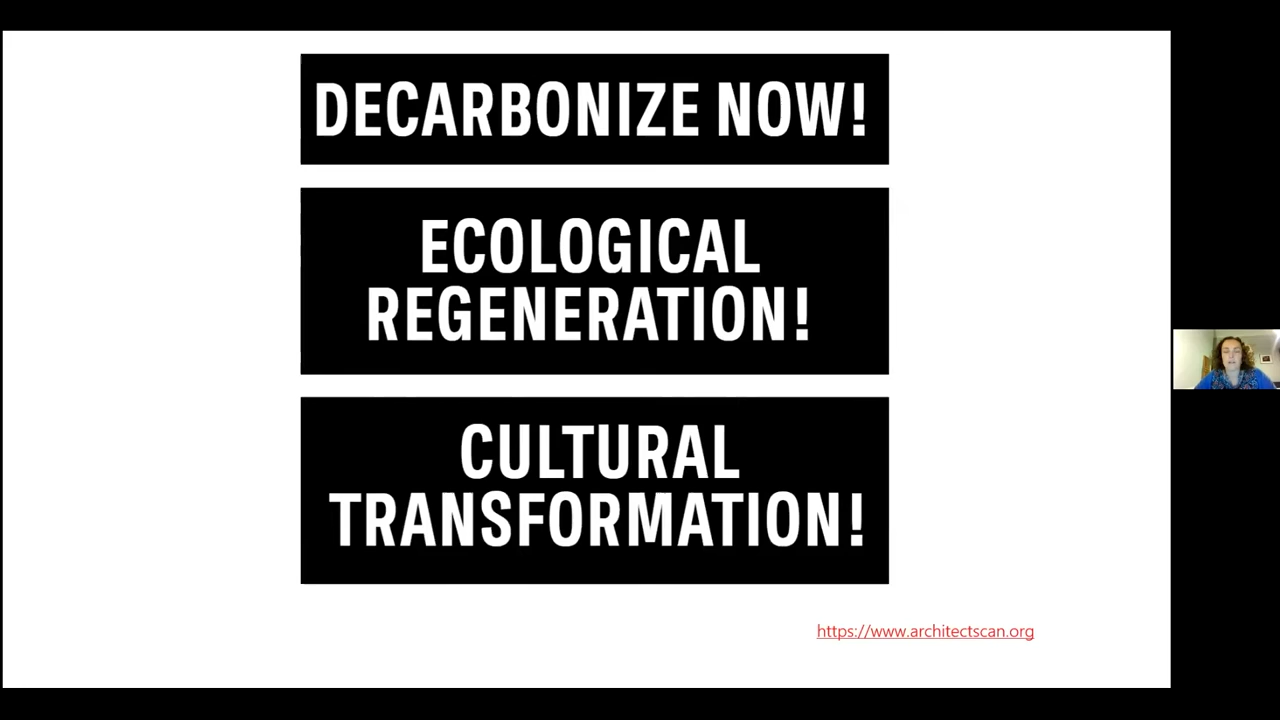 DECARBONIZE NOW!
ECOLOGICAL
REGENERATION!
CULTURAL
TRANSFORMATION!
https://www.architectscan.org